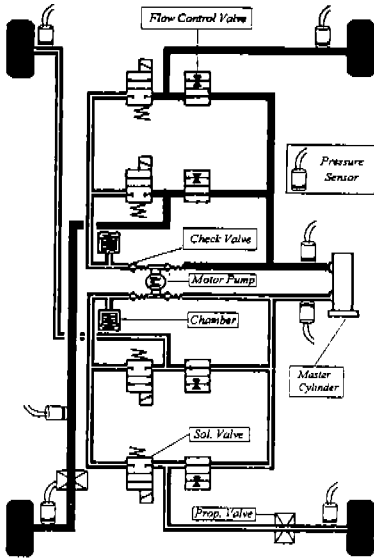 Flow Control Valve
Pressure
Sensor
Check Valve
Motor Pump
Chamber
Master
Cylinder
Sol. Valve
Prop. Valve